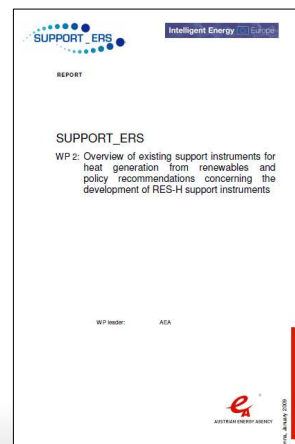 SUPPORT_ERS
Intelligent Energy Europe
REPORT
SUPPORT_ERS
WP 2: Overview of existing support instruments for
heat generation from renewables and
policy recommendations concerning the
development of RES-H support instruments
WP leader: AEA
AUSTRIAN ENERGY AGENCY
January 2009